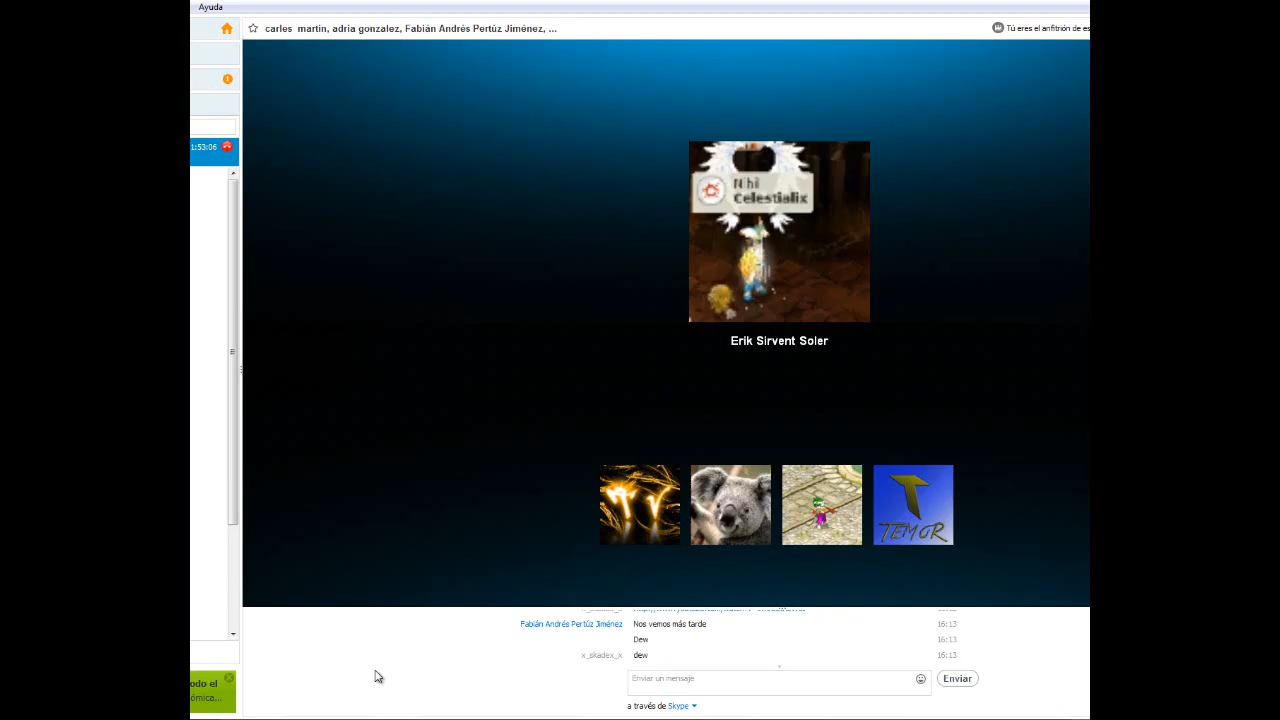 Ayuda
carles martin, adria gonzalez, Fabián Andrés Pertúz Jiménez, ...
Tú eres el anfitrión de es
1
1:53:06
Nihil
Celestialix
Erik Sirvent Soler
T V
T
TEMOR
Fabián Andrés Pertúz Jiménez Nos vemos más tarde 16:13
Dew 16:13
x_skadex_x dew 16:13
odo el
ómica...
Enviar un mensaje
Enviar
a través de Skype